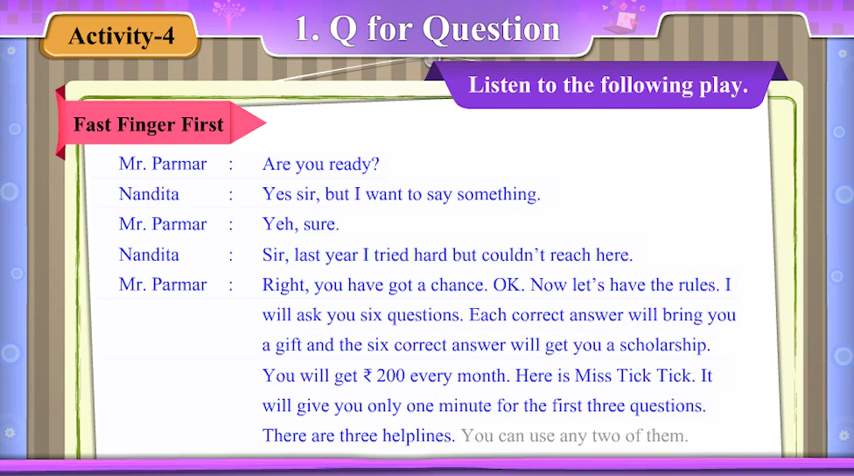 Activity-4
1. Q for Question
Listen to the following play.
Fast Finger First
Mr. Parmar : Are you ready?
Nandita : Yes sir, but I want to say something.
Mr. Parmar : Yeh, sure.
Nandita : Sir, last year I tried hard but couldn't reach here.
Mr. Parmar : Right, you have got a chance. OK. Now let's have the rules. I
will ask you six questions. Each correct answer will bring you
a gift and the six correct answer will get you a scholarship.
You will get ₹ 200 every month. Here is Miss Tick Tick. It
will give you only one minute for the first three questions.
There are three helplines. You can use any two of them.